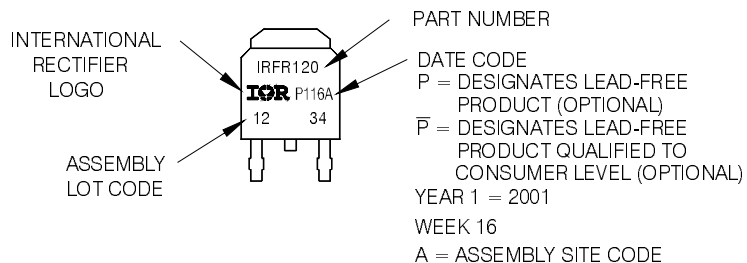 INTERNATIONAL
RECTIFIER
LOGO
ASSEMBLY
LOT CODE
IRFR120
IOR P116A
12 34
PART NUMBER
DATE CODE
P = DESIGNATES LEAD-FREE
PRODUCT (OPTIONAL)
P̅ = DESIGNATES LEAD-FREE
PRODUCT QUALIFIED TO
CONSUMER LEVEL (OPTIONAL)
YEAR 1 = 2001
WEEK 16
A = ASSEMBLY SITE CODE